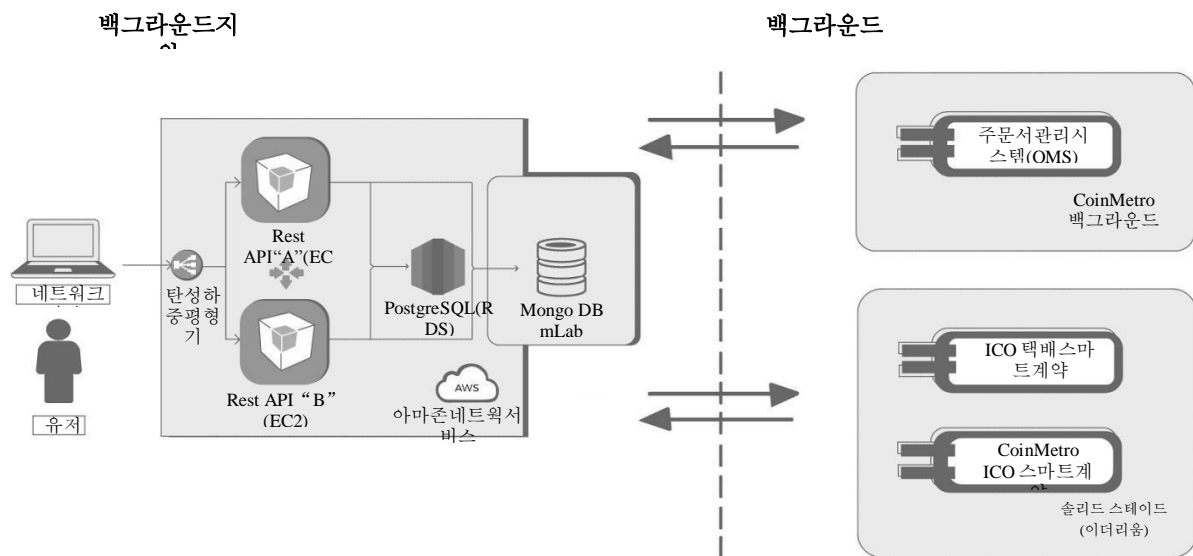 백그라운드지
백그라운드
주문서관리시
스템(OMS)
CoinMetro
백그라운드
Rest
API“A”(EC
네트워크
탄성하
중평형
기
PostgreSQL(R
DS)
Mongo DB
mLab
ICO 택배스마
트계약
유저
Rest API “B”
(EC2)
AWS
아마존네트웍서
비스
CoinMetro
ICO 스마트계
솔리드 스테이드
(이더리움)